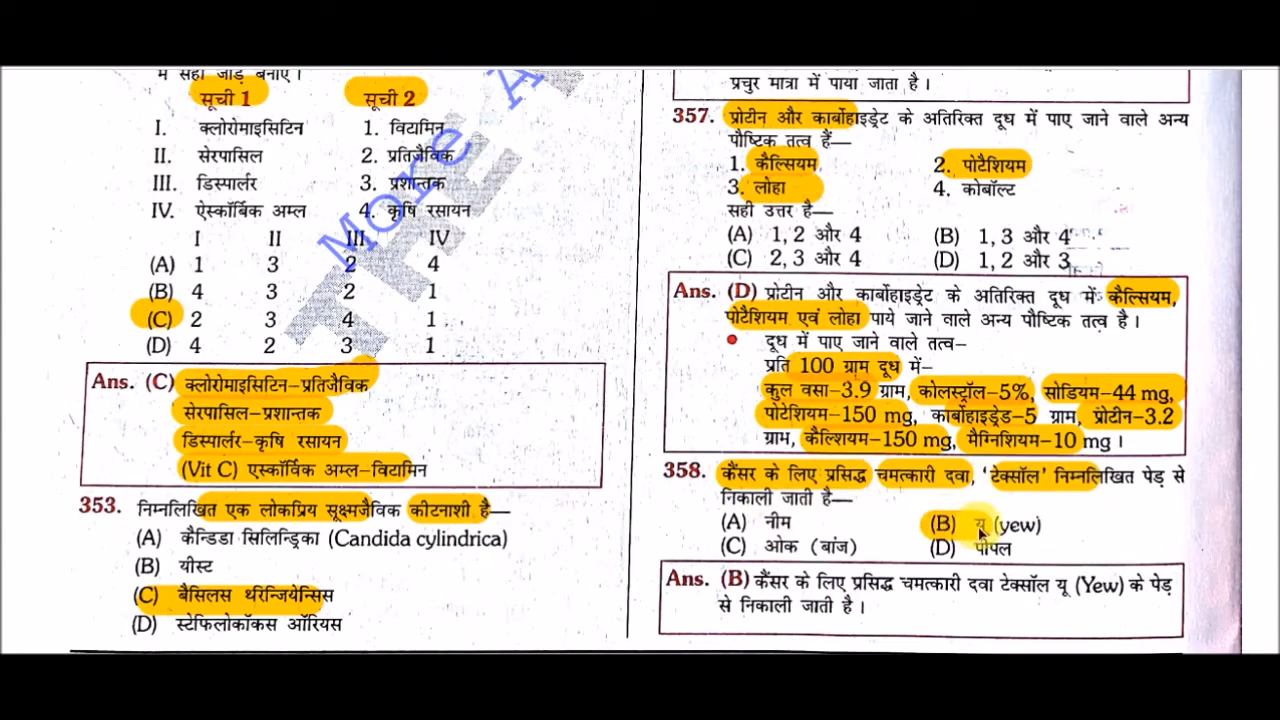 म सही जोड़ बनाए।
सूची 1 सूची 2
I. क्लोरोमाइसिटिन 1. विटामिन
II. सेरपासिल 2. प्रतिजैविक
III. डिस्पार्लर 3. प्रशान्तक
IV. ऐस्कॉर्बिक अम्ल 4. कृषि रसायन
I II III IV
(A) 1 3 2 4
(B) 4 3 2 1
(C) 2 3 4 1
(D) 4 2 3 1
Ans. (C) क्लोरोमाइसिटिन–प्रतिजैविक
सेरपासिल–प्रशान्तक
डिस्पार्लर–कृषि रसायन
(Vit C) एस्कॉर्विक अम्ल–विटामिन
353. निम्नलिखित एक लोकप्रिय सूक्ष्मजैविक कीटनाशी है—
(A) कैन्डिडा सिलिन्ड्रिका (Candida cylindrica)
(B) यीस्ट
(C) बैसिलस थरिन्जियेन्सिस
(D) स्टेफिलोकॉकस ऑरियस
More A
THE
प्रचुर मात्रा में पाया जाता है।
357. प्रोटीन और कार्बोहाइड्रेट के अतिरिक्त दूध में पाए जाने वाले अन्य
पौष्टिक तत्व हैं—
1. कैल्सियम 2. पोटैशियम
3. लोहा 4. कोबॉल्ट
सही उत्तर है—
(A) 1, 2 और 4 (B) 1, 3 और 4
(C) 2, 3 और 4 (D) 1, 2 और 3
Ans. (D) प्रोटीन और कार्बोहाइड्रेट के अतिरिक्त दूध में कैल्सियम,
पोटैशियम एवं लोहा पाये जाने वाले अन्य पौष्टिक तत्व है।
दूध में पाए जाने वाले तत्व–
प्रति 100 ग्राम दूध में–
कुल वसा–3.9 ग्राम, कोलस्ट्रॉल–5%, सोडियम–44 mg,
पोटेशियम–150 mg, कार्बोहाइड्रेड–5 ग्राम, प्रोटीन–3.2
ग्राम, कैल्शियम–150 mg, मैग्निशियम–10 mg ।
358. कैंसर के लिए प्रसिद्ध चमत्कारी दवा, 'टेक्सॉल' निम्नलिखित पेड़ से
निकाली जाती है—
(A) नीम (B) यू (yew)
(C) ओक (बांज) (D) पीपल
Ans. (B) कैंसर के लिए प्रसिद्ध चमत्कारी दवा टेक्सॉल यू (Yew) के पेड़
से निकाली जाती है।